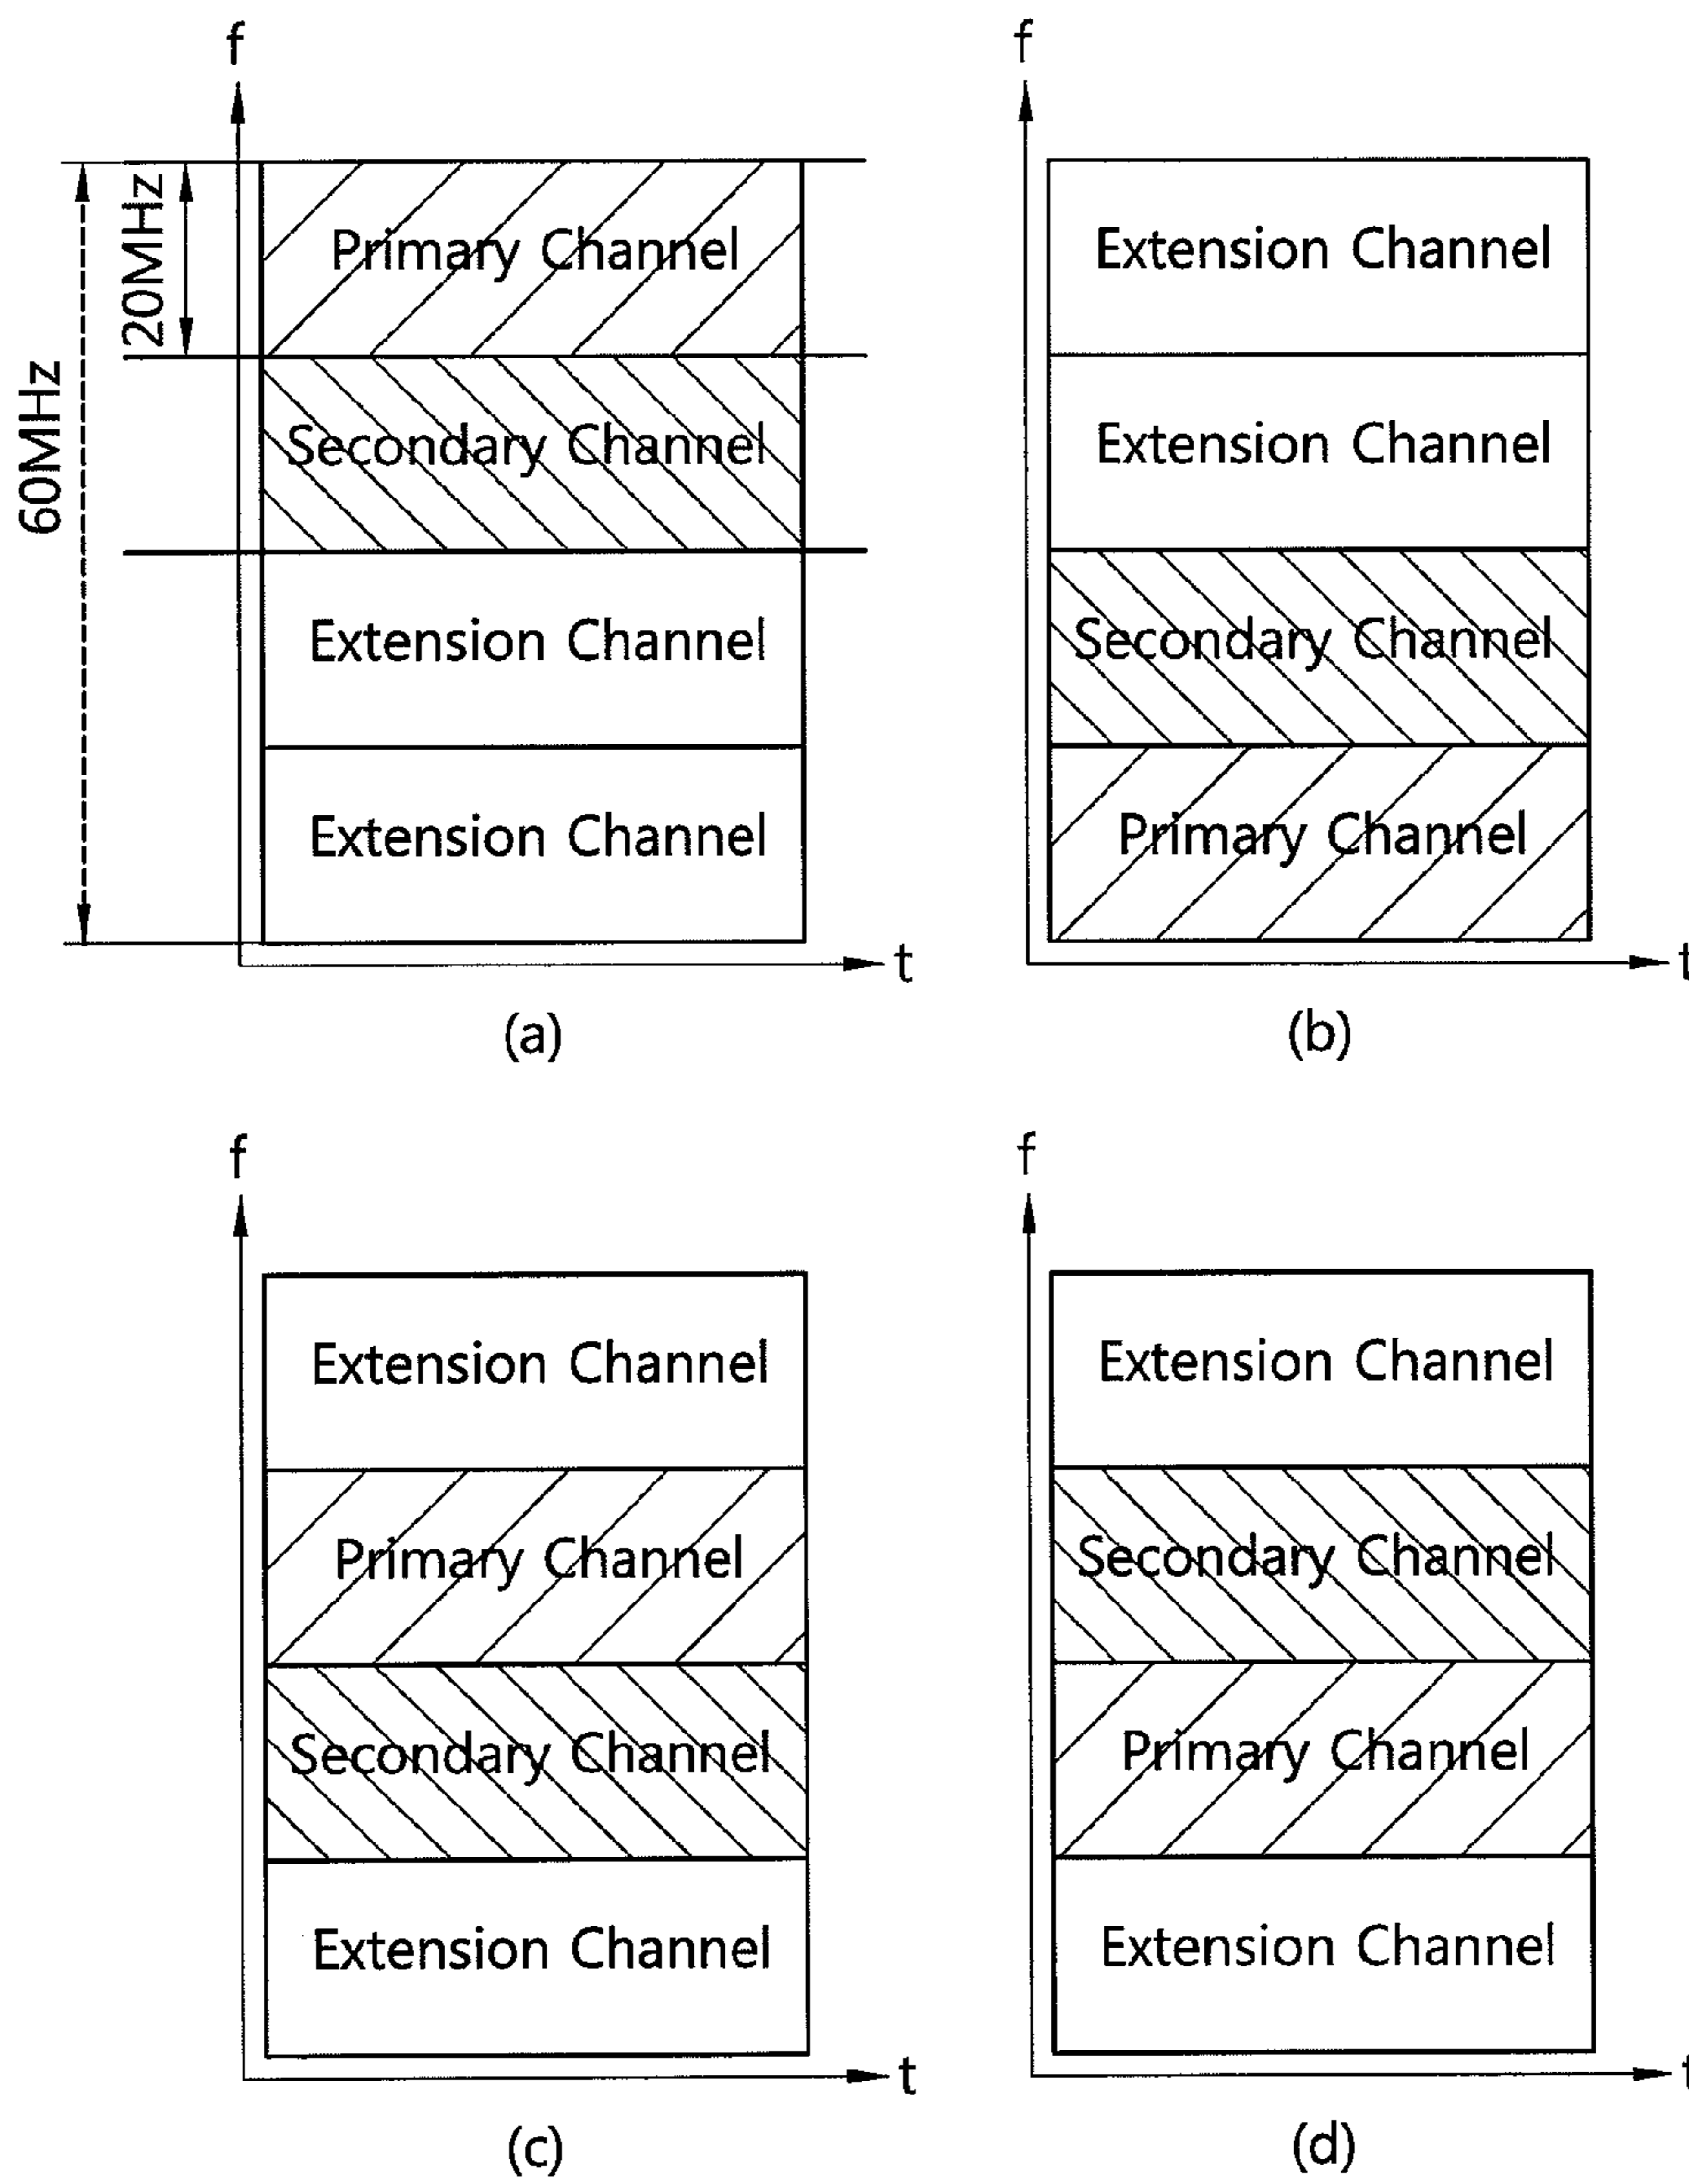 f
20MHz
60MHz
Primary Channel
Secondary Channel
Extension Channel
Extension Channel
t
(a)
f
Extension Channel
Extension Channel
Secondary Channel
Primary Channel
t
(b)
f
Extension Channel
Primary Channel
Secondary Channel
Extension Channel
t
(c)
f
Extension Channel
Secondary Channel
Primary Channel
Extension Channel
t
(d)